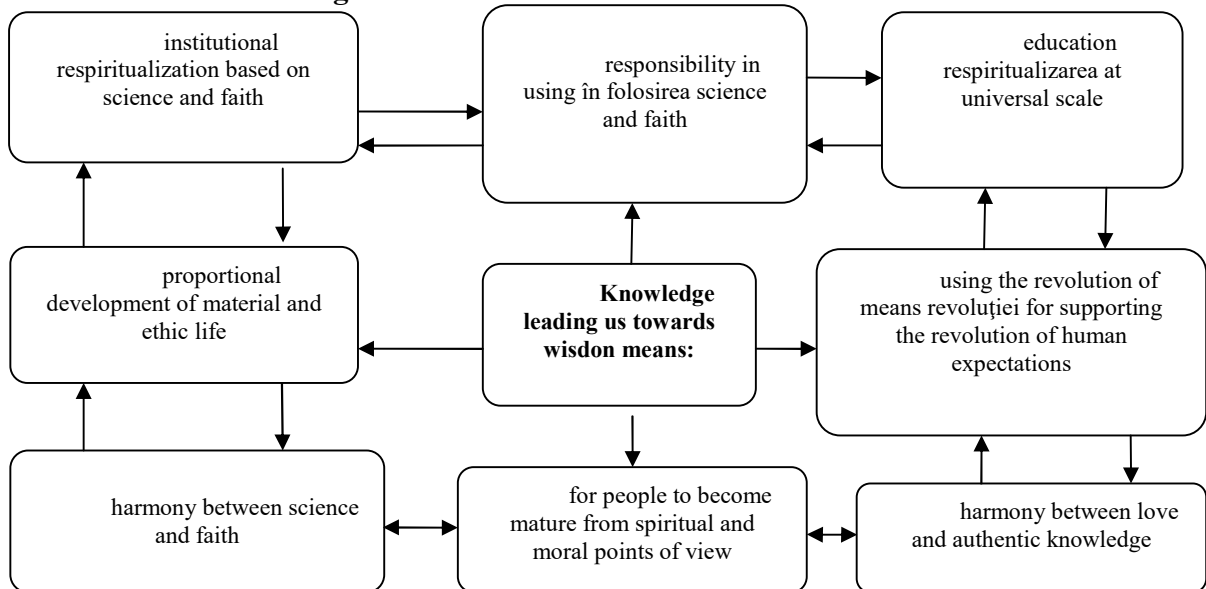 institutional
respiritualization based on
science and faith
responsibility in
using în folosirea science
and faith
education
respiritualizarea at
universal scale
proportional
development of material and
ethic life
Knowledge
leading us towards
wisdon means:
using the revolution of
means revoluţiei for supporting
the revolution of human
expectations
harmony between science
and faith
for people to become
mature from spiritual and
moral points of view
harmony between love
and authentic knowledge